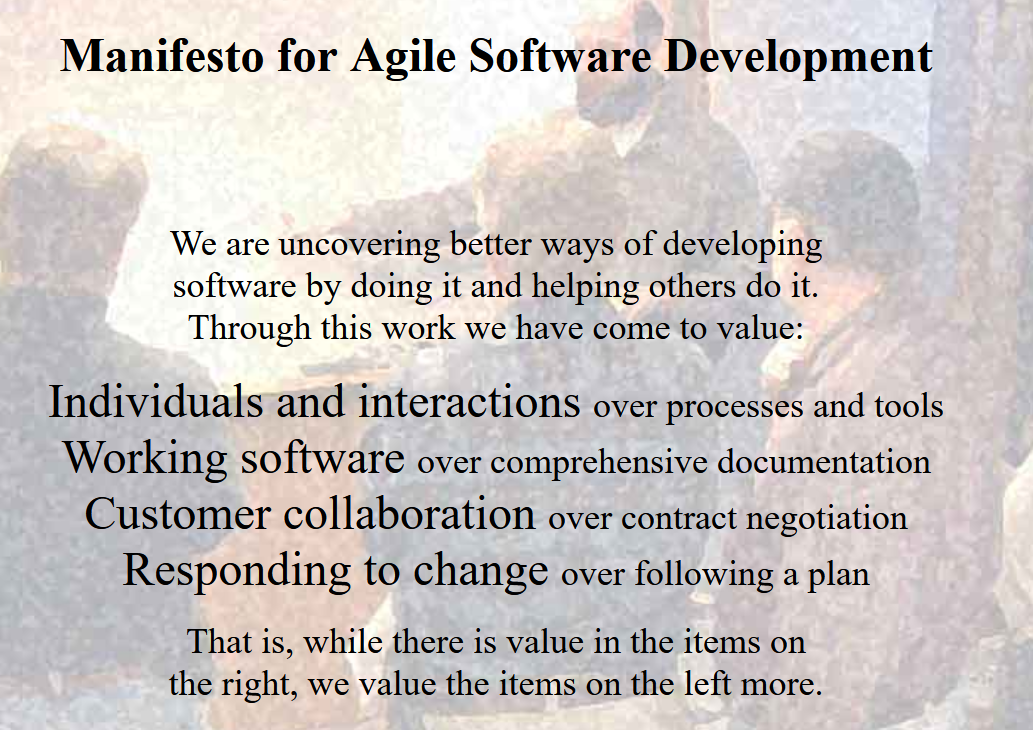 Manifesto for Agile Software Development
We are uncovering better ways of developing
software by doing it and helping others do it.
Through this work we have come to value:
Individuals and interactions over processes and tools
Working software over comprehensive documentation
Customer collaboration over contract negotiation
Responding to change over following a plan
That is, while there is value in the items on
the right, we value the items on the left more.